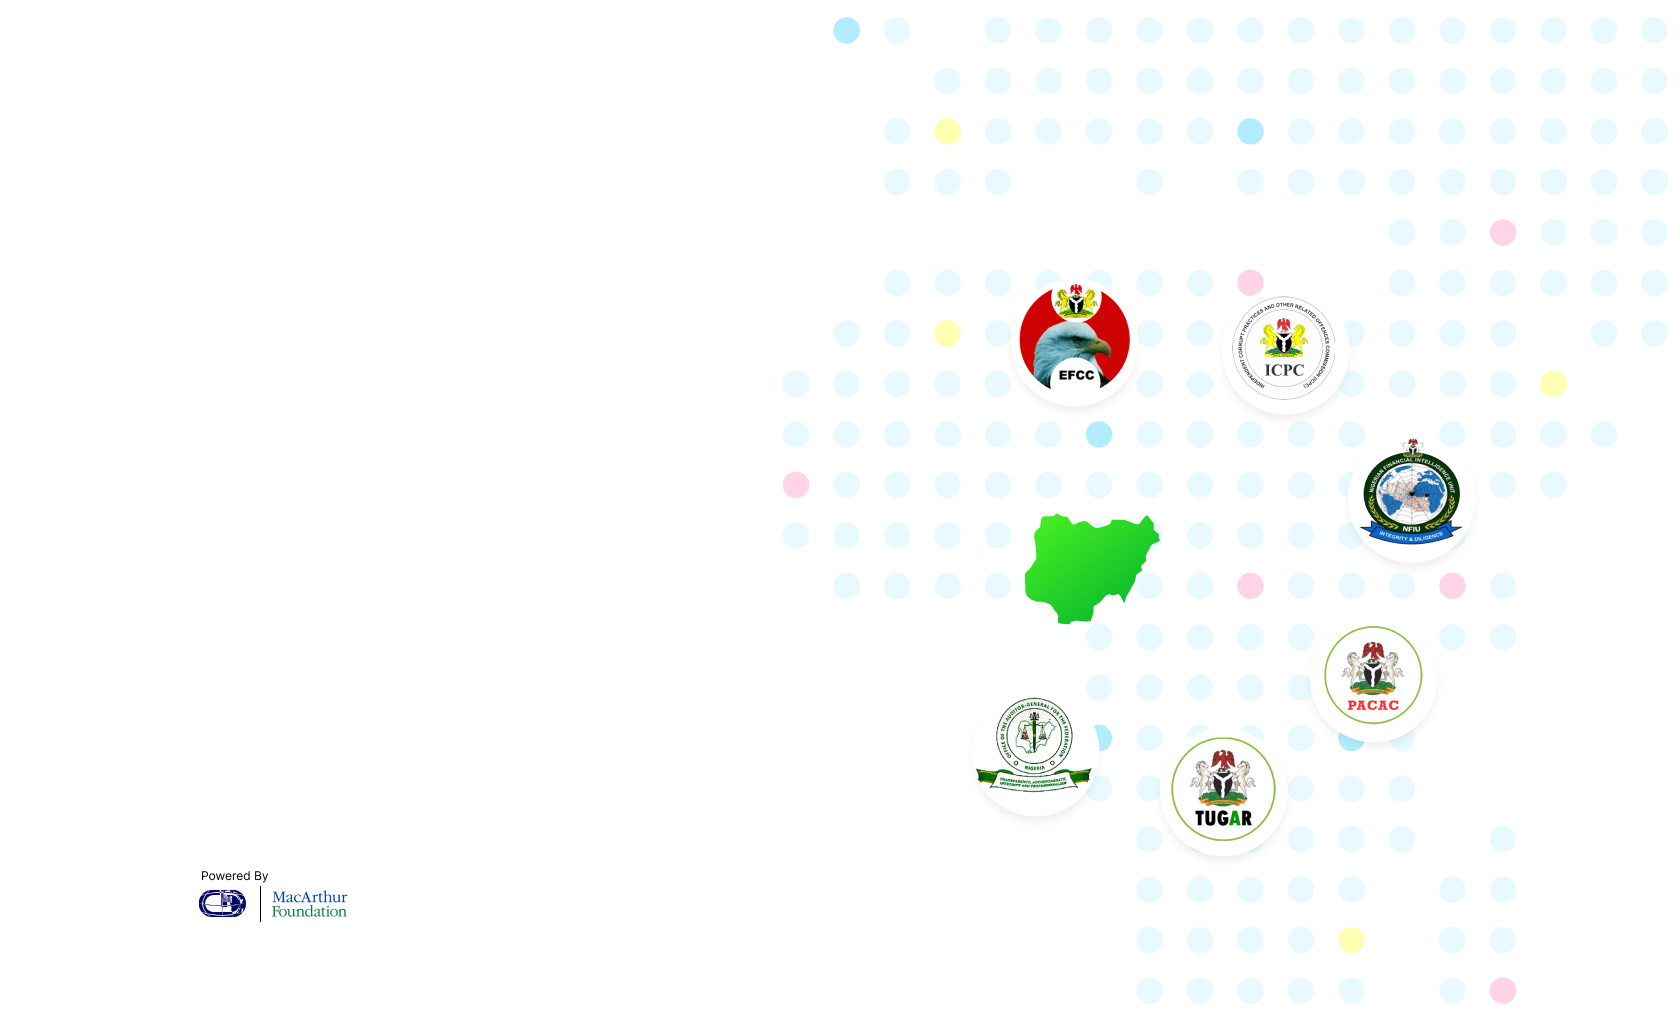 EFCC
INDEPENDENT CORRUPT PRACTICES AND OTHER RELATED OFFENCES COMMISSION (ICPC)
ICPC
NIGERIAN FINANCIAL INTELLIGENCE UNIT
NFIU
INTEGRITY & DILIGENCE
PACAC
OFFICE OF THE AUDITOR-GENERAL FOR THE FEDERATION
NIGERIA
TRANSPARENCY, ACCOUNTABILITY,
INTEGRITY AND PROFESSIONALISM
TUGAR
Powered By
MacArthur
Foundation